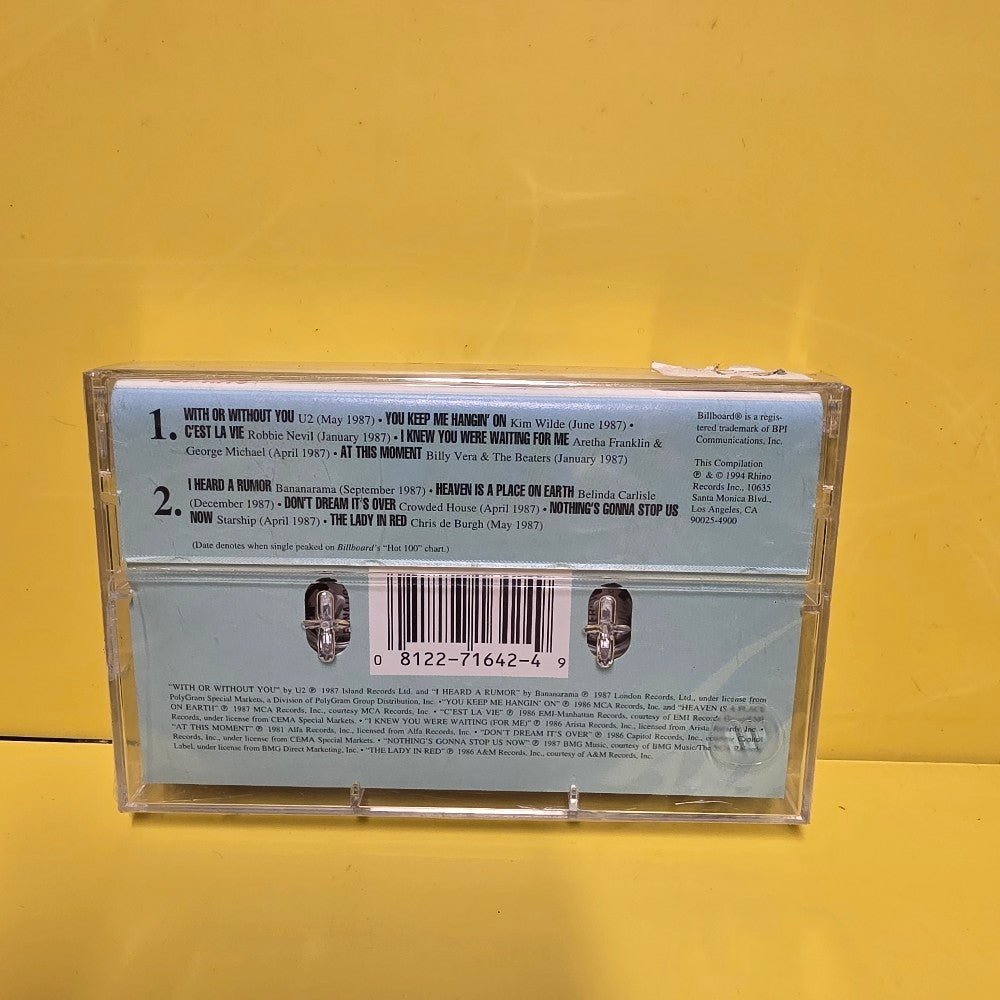 1. WITH OR WITHOUT YOU U2 (May 1987) • YOU KEEP ME HANGIN' ON Kim Wilde (June 1987) •
C'EST LA VIE Robbie Nevil (January 1987) • I KNEW YOU WERE WAITING FOR ME Aretha Franklin &
George Michael (April 1987) • AT THIS MOMENT Billy Vera & The Beaters (January 1987)
2. I HEARD A RUMOR Bananarama (September 1987) • HEAVEN IS A PLACE ON EARTH Belinda Carlisle
(December 1987) • DON'T DREAM IT'S OVER Crowded House (April 1987) • NOTHING'S GONNA STOP US
NOW Starship (April 1987) • THE LADY IN RED Chris de Burgh (May 1987)
(Date denotes when single peaked on Billboard's "Hot 100" chart.)
Billboard® is a regis-
tered trademark of BPI
Communications, Inc.
This Compilation
℗ & © 1994 Rhino
Records Inc., 10635
Santa Monica Blvd.,
Los Angeles, CA
90025-4900
0 8122-71642-4 9
"WITH OR WITHOUT YOU" by U2 ℗ 1987 Island Records Ltd. and "I HEARD A RUMOR" by Bananarama ℗ 1987 London Records, Ltd., under license from
PolyGram Special Markets, a Division of PolyGram Group Distribution, Inc. • "YOU KEEP ME HANGIN' ON" ℗ 1986 MCA Records, Inc. and "HEAVEN IS A PLACE
ON EARTH" ℗ 1987 MCA Records, Inc., courtesy MCA Records, Inc. • "C'EST LA VIE" ℗ 1986 EMI-Manhattan Records, courtesy of EMI Records
Records, under license from CEMA Special Markets. • "I KNEW YOU WERE WAITING (FOR ME)" ℗ 1986 Arista Records, Inc., licensed from Arista Records, Inc. •
"AT THIS MOMENT" ℗ 1981 Alfa Records, Inc., licensed from Alfa Records, Inc. • "DON'T DREAM IT'S OVER" ℗ 1986 Capitol Records, Inc., Capitol
Records, Inc., under license from CEMA Special Markets. • "NOTHING'S GONNA STOP US NOW" ℗ 1987 BMG Music, courtesy of BMG Music/The
Label, under license from BMG Direct Marketing, Inc. • "THE LADY IN RED" ℗ 1986 A&M Records, Inc., courtesy of A&M Records, Inc.